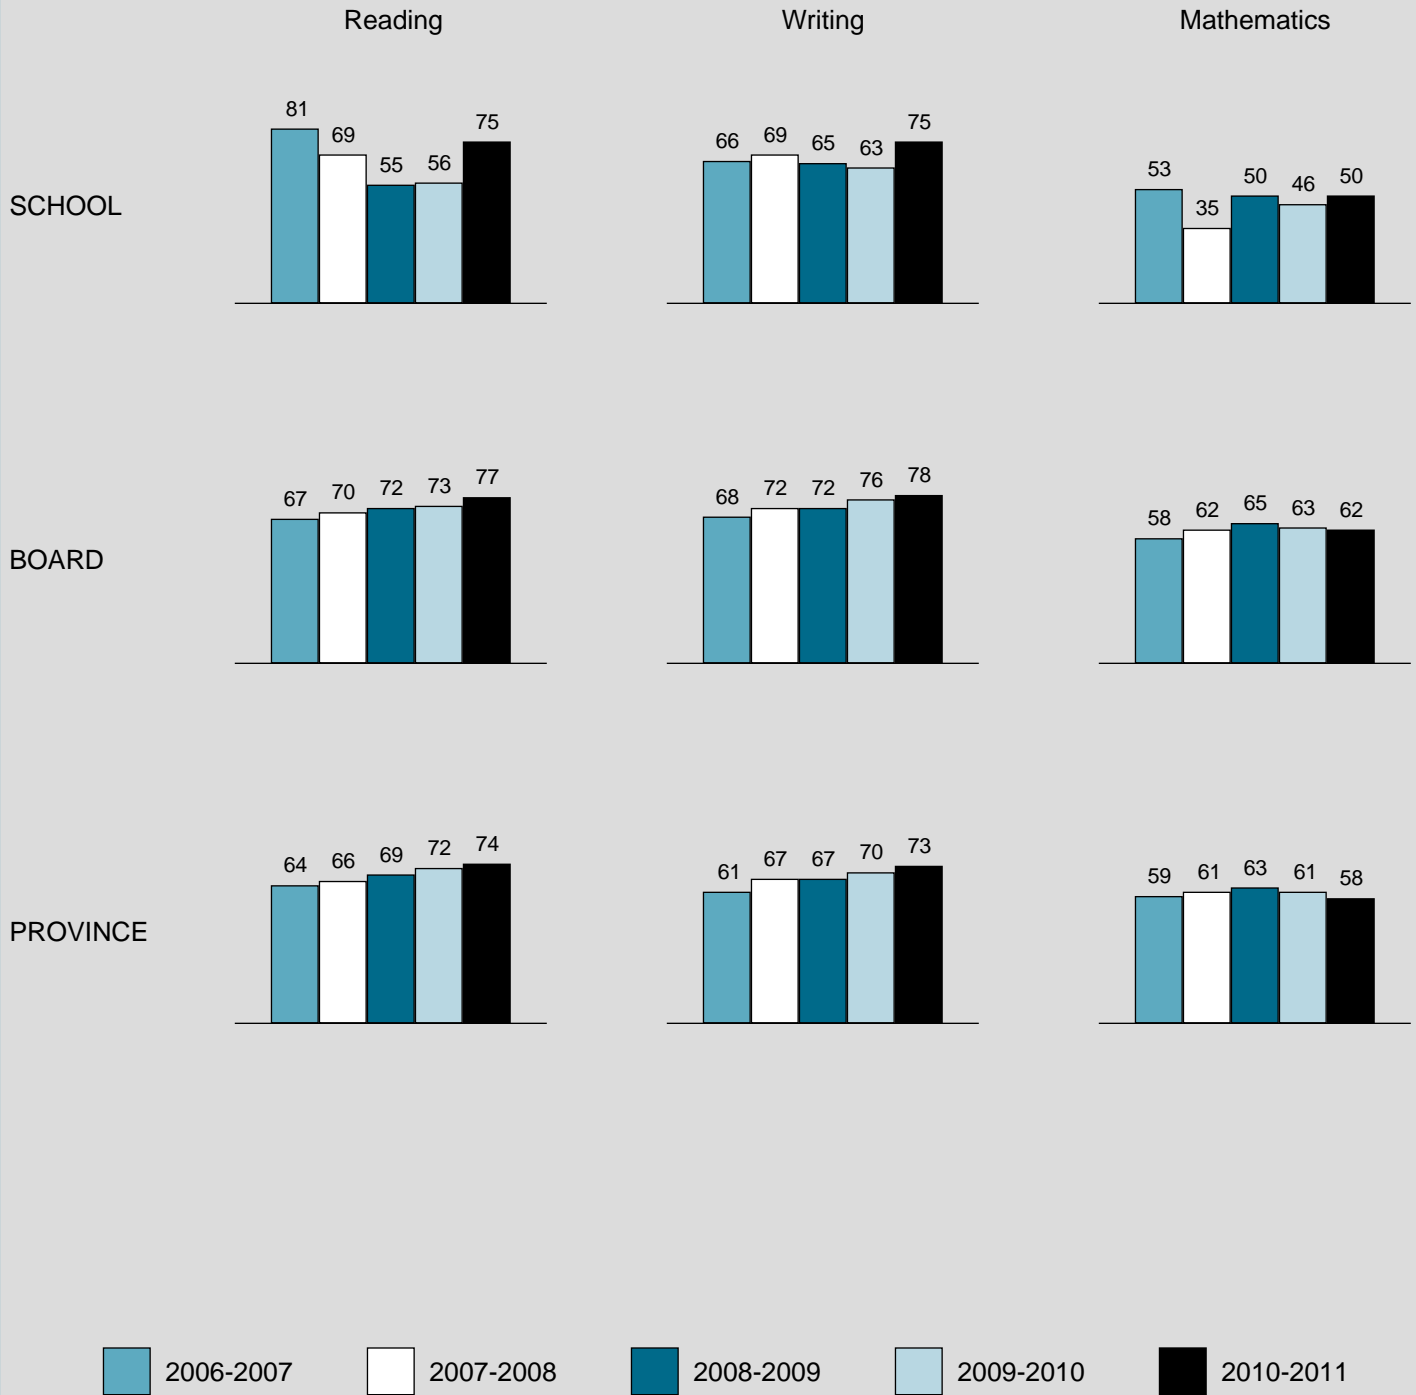 Reading Writing Mathematics
SCHOOL
81 69 55 56 75
66 69 65 63 75
53 35 50 46 50
BOARD
67 70 72 73 77
68 72 72 76 78
58 62 65 63 62
PROVINCE
64 66 69 72 74
61 67 67 70 73
59 61 63 61 58
2006-2007 2007-2008 2008-2009 2009-2010 2010-2011